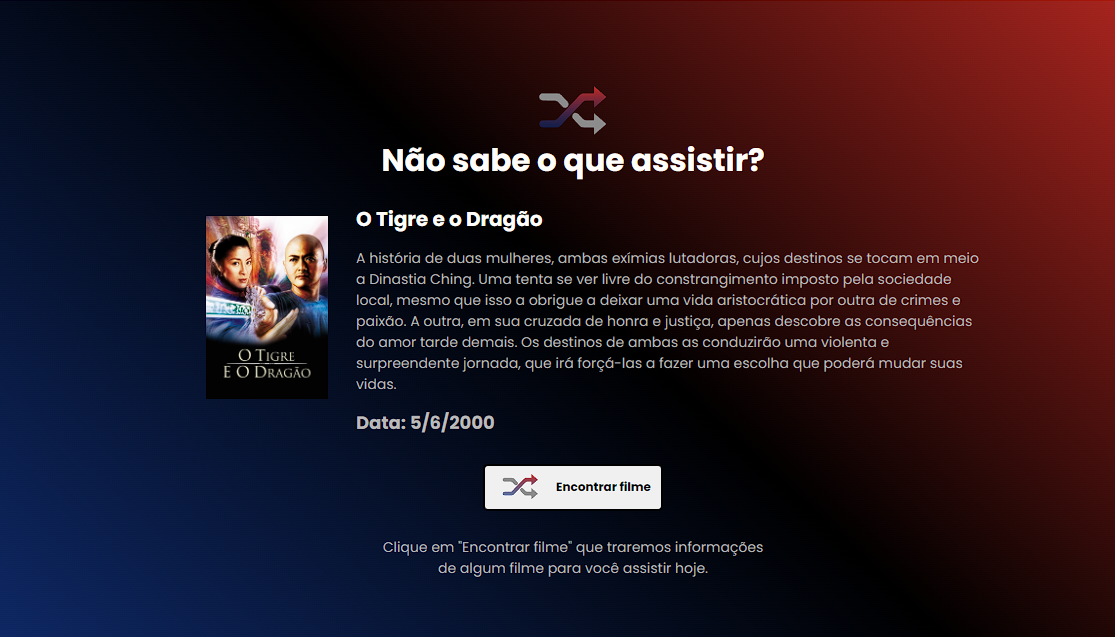 Não sabe o que assistir?
O Tigre e o Dragão
A história de duas mulheres, ambas exímias lutadoras, cujos destinos se tocam em meio
a Dinastia Ching. Uma tenta se ver livre do constrangimento imposto pela sociedade
local, mesmo que isso a obrigue a deixar uma vida aristocrática por outra de crimes e
paixão. A outra, em sua cruzada de honra e justiça, apenas descobre as consequências
do amor tarde demais. Os destinos de ambas as conduzirão uma violenta e
surpreendente jornada, que irá forçá-las a fazer uma escolha que poderá mudar suas
vidas.
O TIGRE
E O DRAGÃO
Data: 5/6/2000
Encontrar filme
Clique em "Encontrar filme" que traremos informações
de algum filme para você assistir hoje.